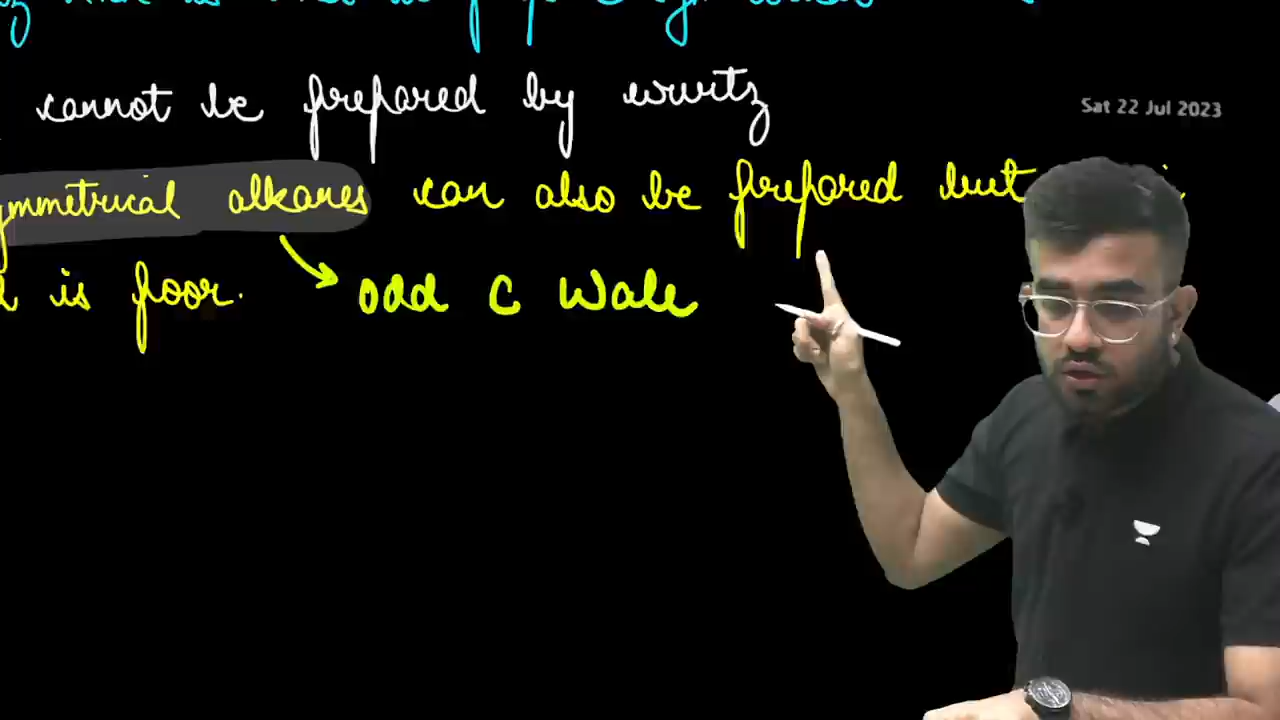 cannot be prepared by wurtz
Sat 22 Jul 2023
mmetrical alkanes can also be prepared but
is poor.
odd C Wale